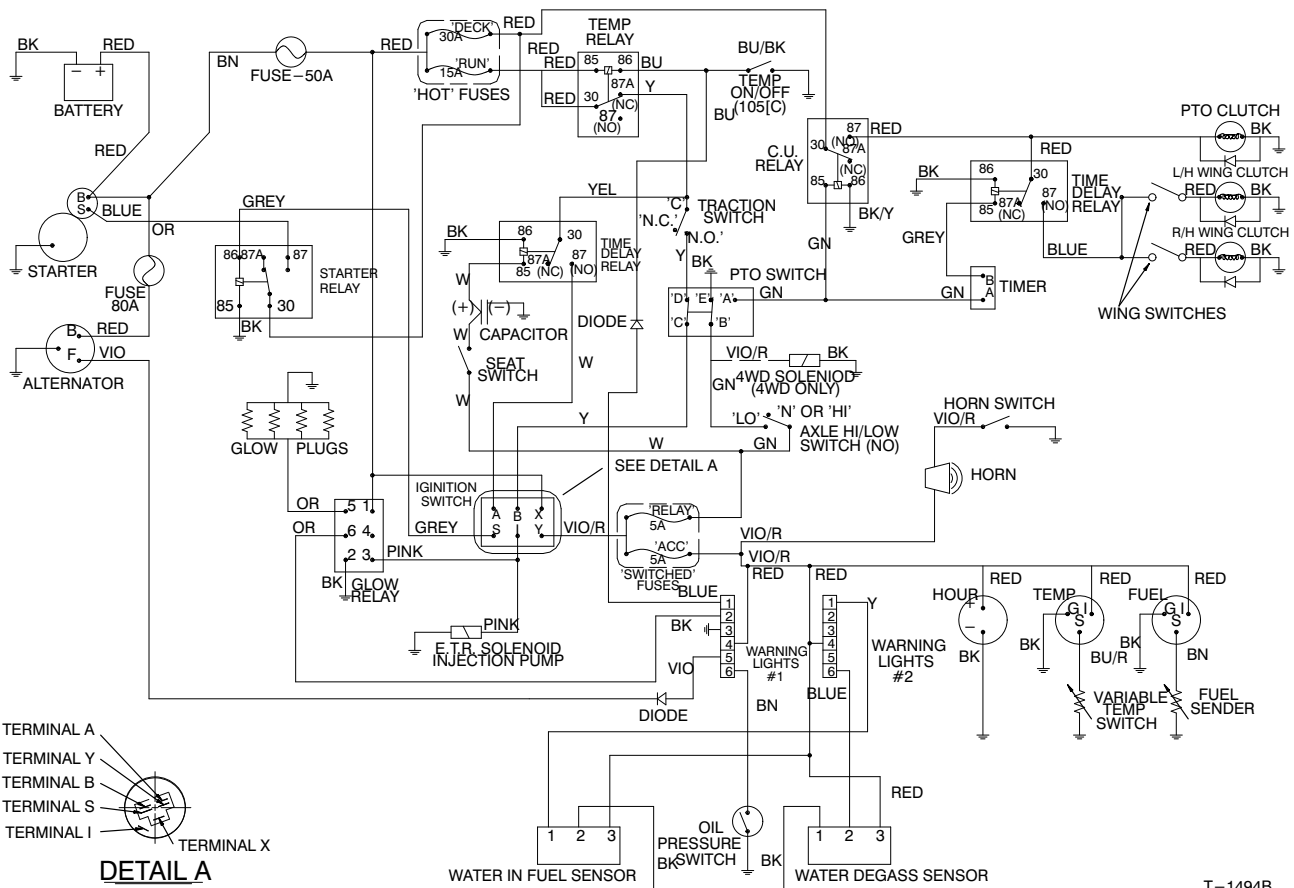 BK
RED
BATTERY
RED
B
S
BLUE
STARTER
OR
FUSE
80A
B
RED
F
VIO
ALTERNATOR
BN
FUSE-50A
RED
'DECK'
30A
RED
'RUN'
15A
'HOT' FUSES
RED
RED
RED
TEMP
RELAY
85
86
BU
30
87A
(NC)
87
(NO)
Y
BU/BK
TEMP
ON/OFF
(105[C)
BU
GREY
86
87A
87
85
30
BK
STARTER
RELAY
YEL
BK
86
30
87A
(NC)
87
(NO)
85
TIME
DELAY
RELAY
W
(+)
(-)
CAPACITOR
W
SEAT
SWITCH
W
W
'C'
'N.C.'
TRACTION
SWITCH
'N.O.'
Y
BK
PTO SWITCH
'D'
'E'
'A'
GN
'C'
'B'
DIODE
VIO/R
BK
4WD SOLENIOD
(4WD ONLY)
GN
'LO'
'N' OR 'HI'
AXLE HI/LOW
SWITCH (NO)
GN
W
Y
C.U.
RELAY
30
87
(NO)
87A
(NC)
85
86
RED
BK/Y
GN
BK
86
30
87A
(NC)
87
(NO)
85
RED
TIME
DELAY
RELAY
GREY
BLUE
GN
B
A
TIMER
PTO CLUTCH
BK
L/H WING CLUTCH
RED
BK
R/H WING CLUTCH
RED
BK
WING SWITCHES
HORN SWITCH
VIO/R
HORN
GLOW PLUGS
OR
OR
5 1
6 4
2 3
PINK
BK
GLOW
RELAY
IGNITION
SWITCH
SEE DETAIL A
A B X
S Y
GREY
VIO/R
'RELAY'
5A
'ACC'
5A
'SWITCHED'
FUSES
VIO/R
VIO/R
PINK
E.T.R. SOLENOID
INJECTION PUMP
BLUE
BK
VIO
RED
RED
1
2
3
4
5
6
WARNING
LIGHTS
#1
BN
1
2
3
4
5
6
Y
WARNING
LIGHTS
#2
BLUE
DIODE
RED
HOUR
+
-
BK
RED
TEMP
G I
S
BK
BU/R
VARIABLE
TEMP
SWITCH
RED
FUEL
G I
S
BK
BN
FUEL
SENDER
1 2 3
WATER IN FUEL SENSOR
BK
OIL
PRESSURE
SWITCH
BK
RED
1 2 3
WATER DEGASS SENSOR
TERMINAL A
TERMINAL Y
TERMINAL B
TERMINAL S
TERMINAL I
TERMINAL X
DETAIL A
T-1494B